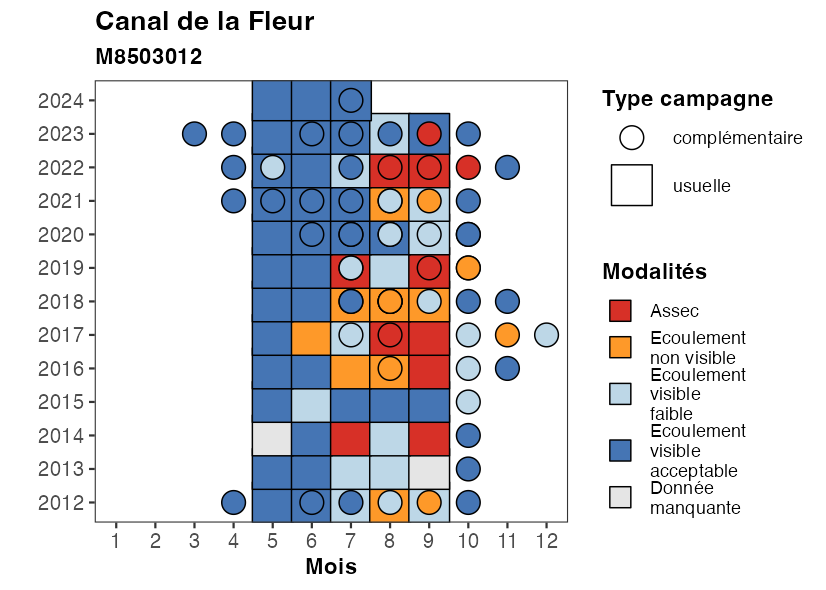 Canal de la Fleur
M8503012
2024
2023
2022
2021
2020
2019
2018
2017
2016
2015
2014
2013
2012
1 2 3 4 5 6 7 8 9 10 11 12
Mois
Type campagne
complémentaire
usuelle
Modalités
Assec
Ecoulement
non visible
Ecoulement
visible
faible
Ecoulement
visible
acceptable
Donnée
manquante